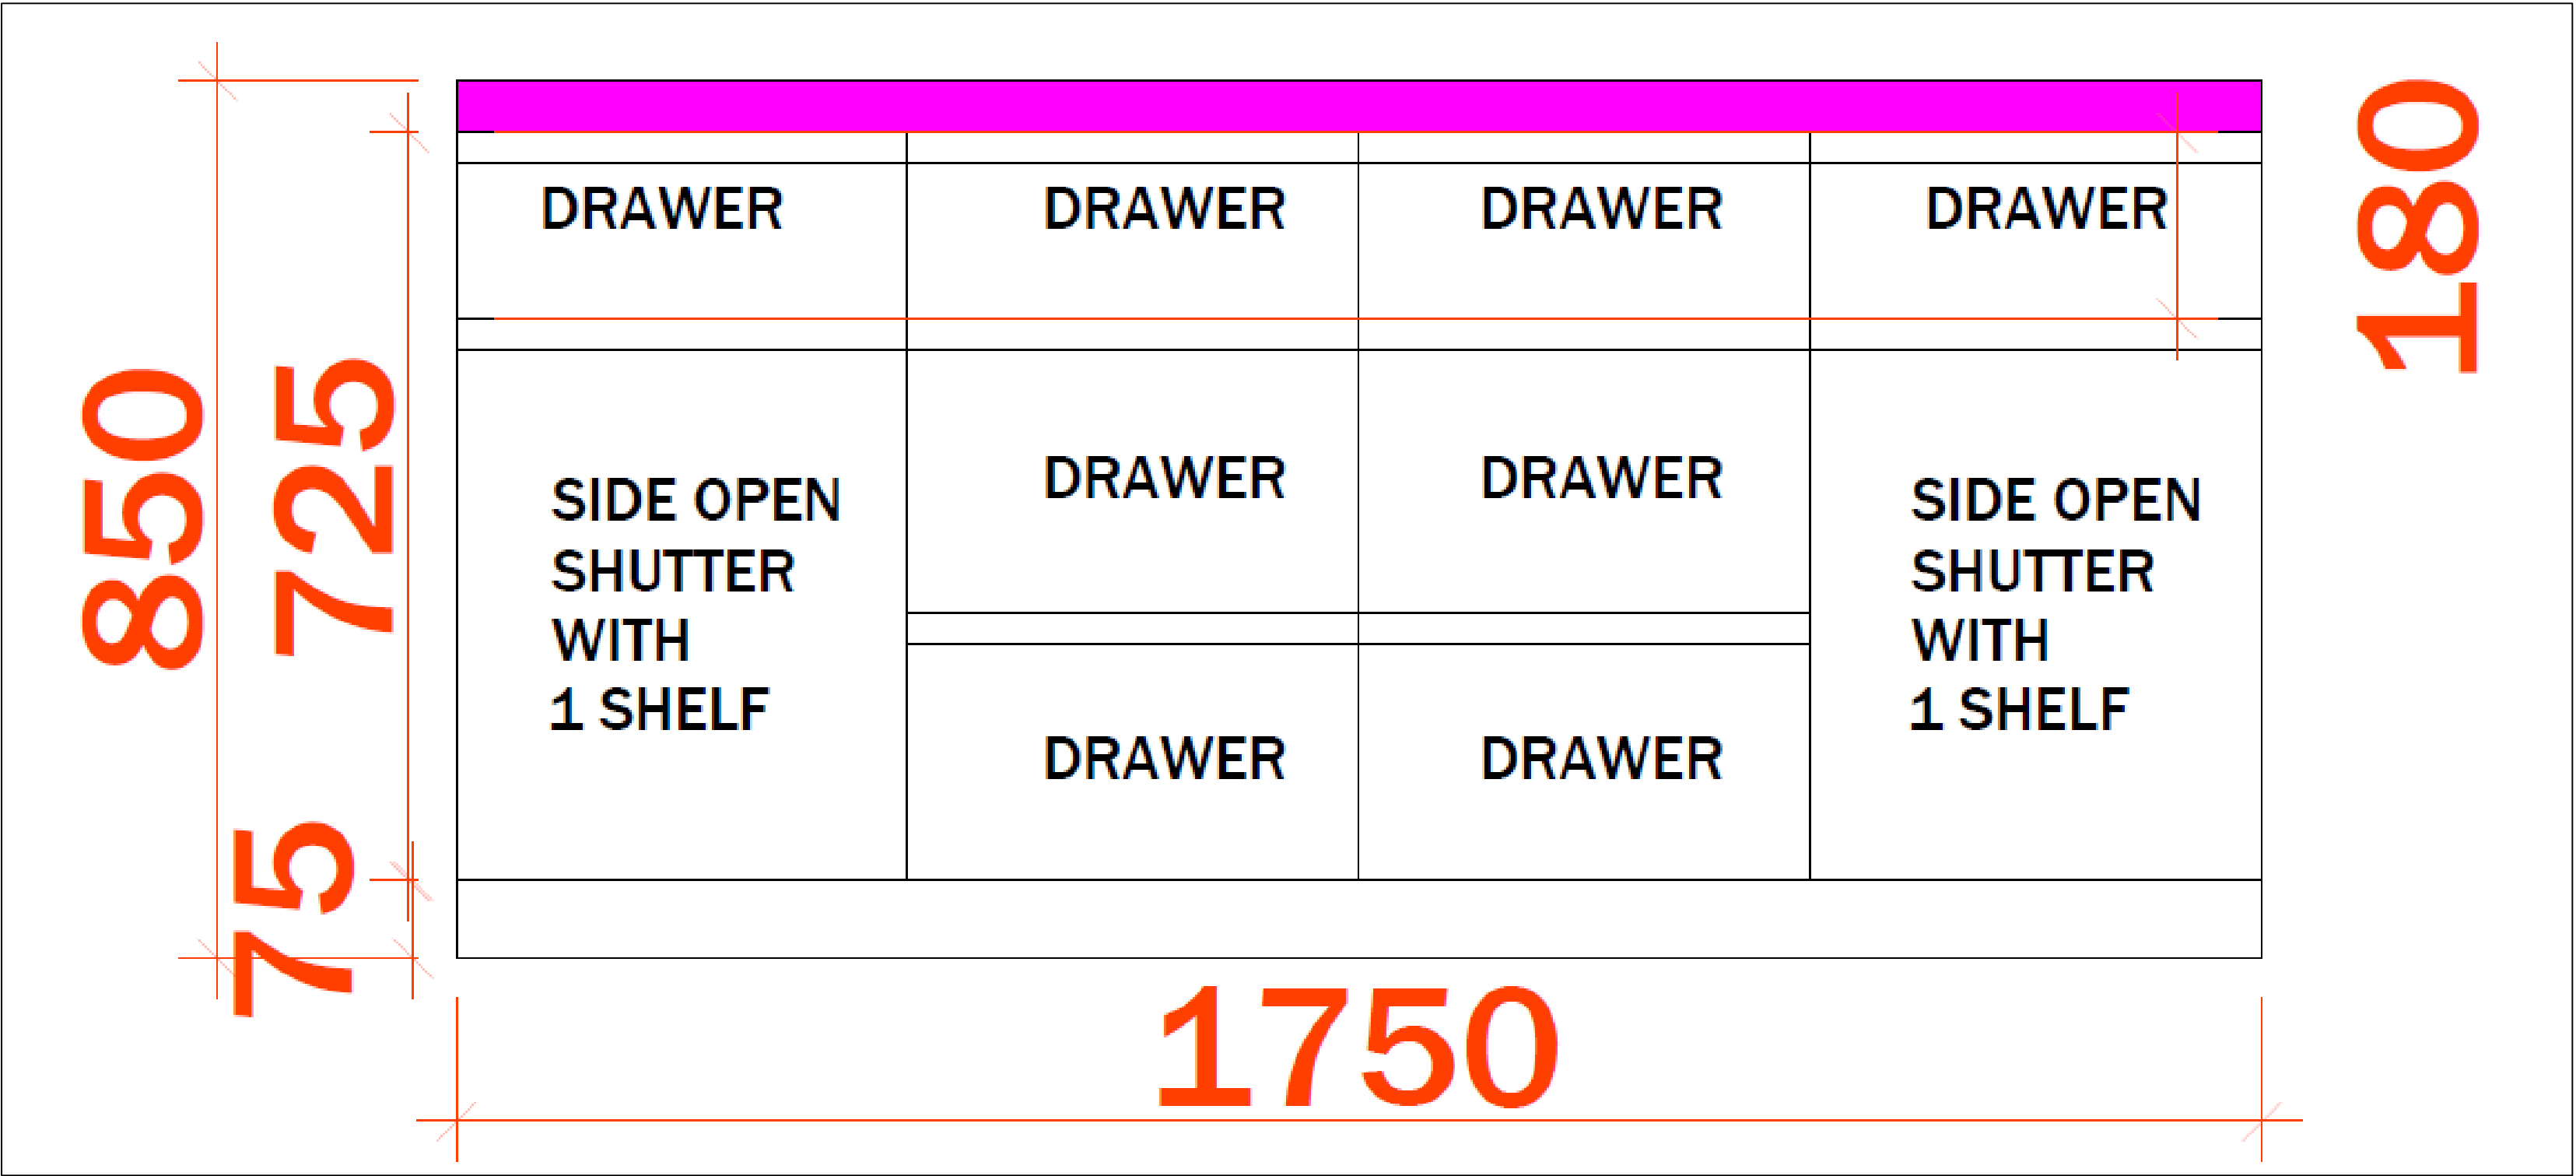 180
DRAWER DRAWER DRAWER DRAWER
850
725
DRAWER DRAWER
SIDE OPEN
SHUTTER
WITH
1 SHELF
SIDE OPEN
SHUTTER
WITH
1 SHELF
DRAWER DRAWER
75
1750